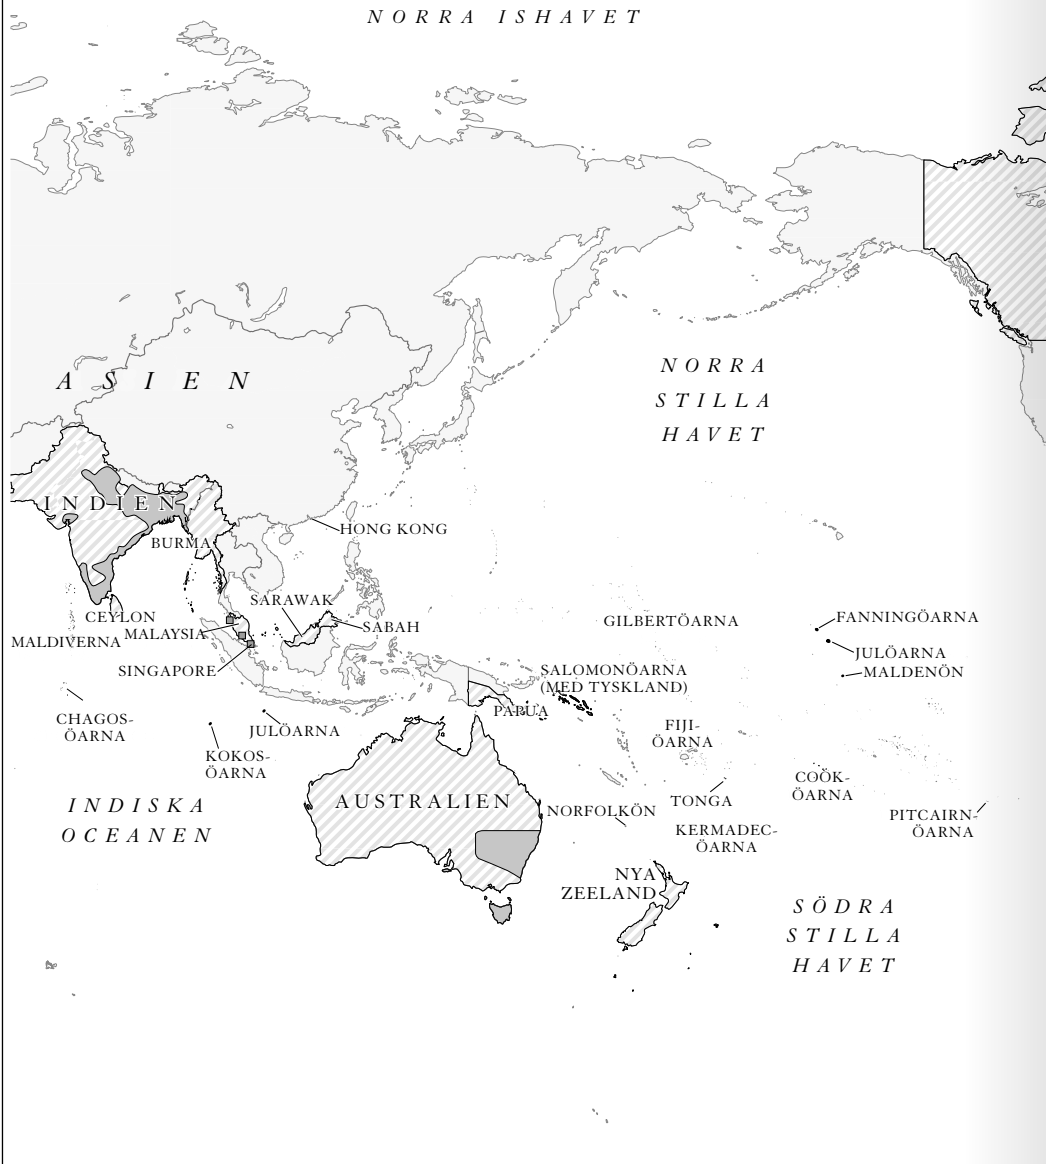 NORRA ISHAVET
ASIEN
NORRA
STILLA
HAVET
INDIEN
HONG KONG
BURMA
SARAWAK
CEYLON
MALAYSIA
SABAH
GILBERTÖARNA
FANNINGÖARNA
MALDIVERNA
JULÖARNA
SINGAPORE
SALOMONÖARNA
(MED TYSKLAND)
MALDENÖN
PAPUA
CHAGOS-
ÖARNA
JULÖARNA
FIJI-
ÖARNA
KOKOS-
ÖARNA
COÖK-
ÖARNA
INDISKA
OCEANEN
AUSTRALIEN
NORFOLKÖN
TONGA
PITCAIRN-
ÖARNA
KERMADEC-
ÖARNA
NYA
ZEELAND
SÖDRA
STILLA
HAVET